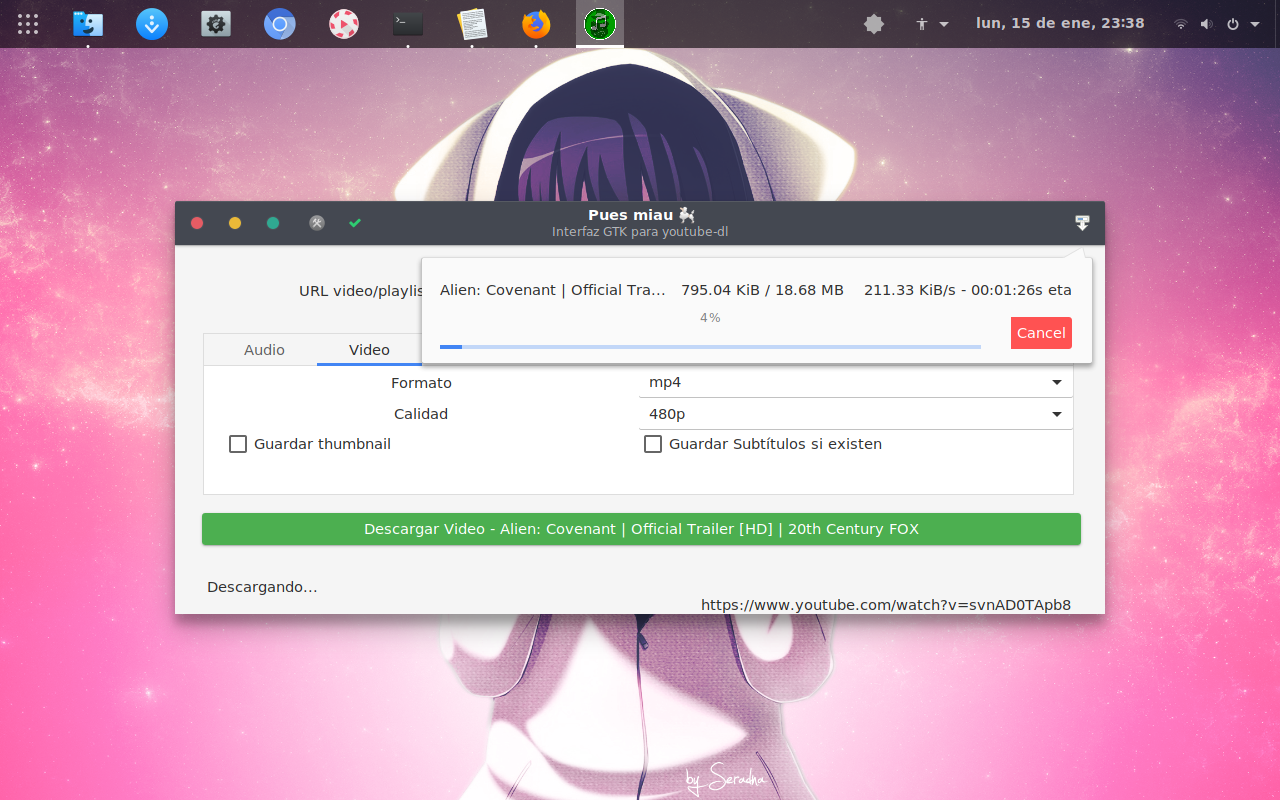 lun, 15 de ene, 23:38
Pues miau 🐩
Interfaz GTK para youtube-dl
URL video/playlis
Alien: Covenant | Official Tra... 795.04 KiB / 18.68 MB 211.33 KiB/s - 00:01:26s eta
4%
Cancel
Audio Video
Formato mp4
Calidad 480p
Guardar thumbnail Guardar Subtítulos si existen
Descargar Video - Alien: Covenant | Official Trailer [HD] | 20th Century FOX
Descargando...
https://www.youtube.com/watch?v=svnAD0TApb8
by Seradha